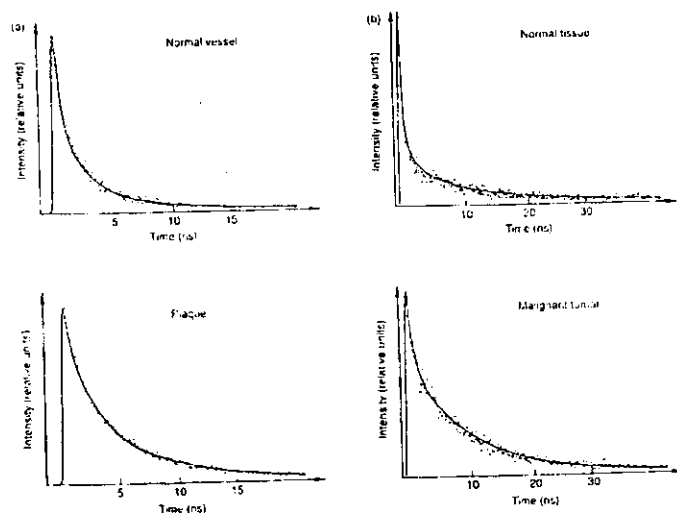 (a)
Normal vessel
Intensity (relative units)
5
10
15
Time (ns)
(b)
Normal tissue
Intensity (relative units)
10
20
30
Time (ns)
Plaque
Intensity (relative units)
5
10
15
Time (ns)
Malignant tumor
Intensity (relative units)
10
20
30
Time (ns)